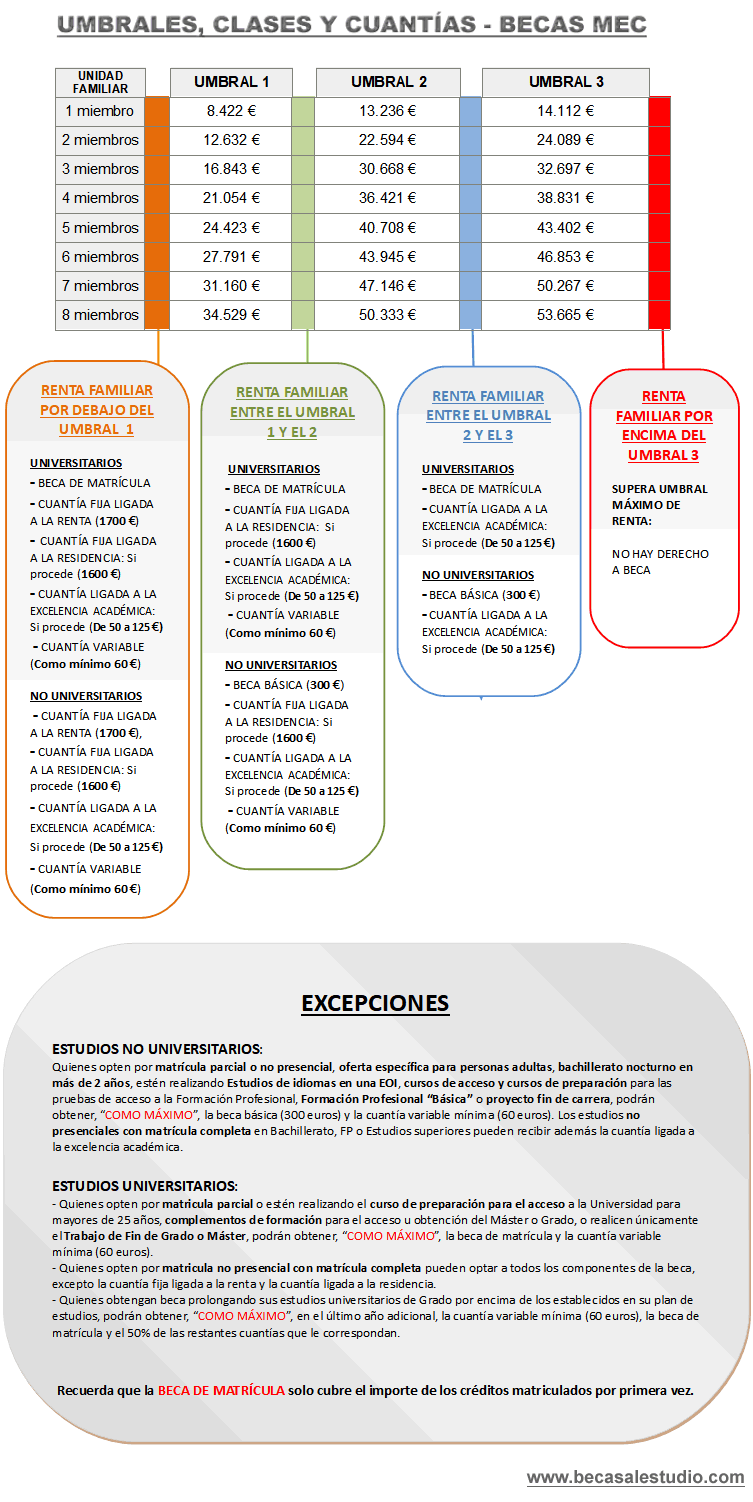 UMBRALES, CLASES Y CUANTÍAS - BECAS MEC
UNIDAD FAMILIAR UMBRAL 1 UMBRAL 2 UMBRAL 3
1 miembro 8.422 € 13.236 € 14.112 €
2 miembros 12.632 € 22.594 € 24.089 €
3 miembros 16.843 € 30.668 € 32.697 €
4 miembros 21.054 € 36.421 € 38.831 €
5 miembros 24.423 € 40.708 € 43.402 €
6 miembros 27.791 € 43.945 € 46.853 €
7 miembros 31.160 € 47.146 € 50.267 €
8 miembros 34.529 € 50.333 € 53.665 €
RENTA FAMILIAR
POR DEBAJO DEL
UMBRAL 1
UNIVERSITARIOS
- BECA DE MATRÍCULA
- CUANTÍA FIJA LIGADA
A LA RENTA (1700 €)
- CUANTÍA FIJA LIGADA
A LA RESIDENCIA: Si
procede (1600 €)
- CUANTÍA LIGADA A LA
EXCELENCIA ACADÉMICA:
Si procede (De 50 a 125 €)
- CUANTÍA VARIABLE
(Como mínimo 60 €)
NO UNIVERSITARIOS
- CUANTÍA FIJA LIGADA
A LA RENTA (1700 €),
- CUANTÍA FIJA LIGADA
A LA RESIDENCIA: Si
procede (1600 €)
- CUANTÍA LIGADA A LA
EXCELENCIA ACADÉMICA:
Si procede (De 50 a 125 €)
- CUANTÍA VARIABLE
(Como mínimo 60 €)
RENTA FAMILIAR
ENTRE EL UMBRAL
1 Y EL 2
UNIVERSITARIOS
- BECA DE MATRÍCULA
- CUANTÍA FIJA LIGADA
A LA RESIDENCIA: Si
procede (1600 €)
- CUANTÍA LIGADA A LA
EXCELENCIA ACADÉMICA:
Si procede (De 50 a 125 €)
- CUANTÍA VARIABLE
(Como mínimo 60 €)
NO UNIVERSITARIOS
- BECA BÁSICA (300 €)
- CUANTÍA FIJA LIGADA
A LA RESIDENCIA: Si
procede (1600 €)
- CUANTÍA LIGADA A LA
EXCELENCIA ACADÉMICA:
Si procede (De 50 a 125 €)
- CUANTÍA VARIABLE
(Como mínimo 60 €)
RENTA FAMILIAR
ENTRE EL UMBRAL
2 Y EL 3
UNIVERSITARIOS
- BECA DE MATRÍCULA
- CUANTÍA LIGADA A LA
EXCELENCIA ACADÉMICA:
Si procede (De 50 a 125 €)
NO UNIVERSITARIOS
- BECA BÁSICA (300 €)
- CUANTÍA LIGADA A LA
EXCELENCIA ACADÉMICA:
Si procede (De 50 a 125 €)
RENTA
FAMILIAR POR
ENCIMA DEL
UMBRAL 3
SUPERA UMBRAL
MÁXIMO DE
RENTA:
NO HAY DERECHO
A BECA
EXCEPCIONES
ESTUDIOS NO UNIVERSITARIOS:
Quienes opten por matrícula parcial o no presencial, oferta específica para personas adultas, bachillerato nocturno en
más de 2 años, estén realizando Estudios de idiomas en una EOI, cursos de acceso y cursos de preparación para las
pruebas de acceso a la Formación Profesional, Formación Profesional “Básica” o proyecto fin de carrera, podrán
obtener, “COMO MÁXIMO”, la beca básica (300 euros) y la cuantía variable mínima (60 euros). Los estudios no
presenciales con matrícula completa en Bachillerato, FP o Estudios superiores pueden recibir además la cuantía ligada a
la excelencia académica.
ESTUDIOS UNIVERSITARIOS:
- Quienes opten por matricula parcial o estén realizando el curso de preparación para el acceso a la Universidad para
mayores de 25 años, complementos de formación para el acceso u obtención del Máster o Grado, o realicen únicamente
el Trabajo de Fin de Grado o Máster, podrán obtener, “COMO MÁXIMO”, la beca de matrícula y la cuantía variable
mínima (60 euros).
- Quienes opten por matricula no presencial con matrícula completa pueden optar a todos los componentes de la beca,
excepto la cuantía fija ligada a la renta y la cuantía ligada a la residencia.
- Quienes obtengan beca prolongando sus estudios universitarios de Grado por encima de los establecidos en su plan de
estudios, podrán obtener, “COMO MÁXIMO”, en el último año adicional, la cuantía variable mínima (60 euros), la beca de
matrícula y el 50% de las restantes cuantías que le correspondan.
Recuerda que la BECA DE MATRÍCULA solo cubre el importe de los créditos matriculados por primera vez.
www.becasalestudio.com